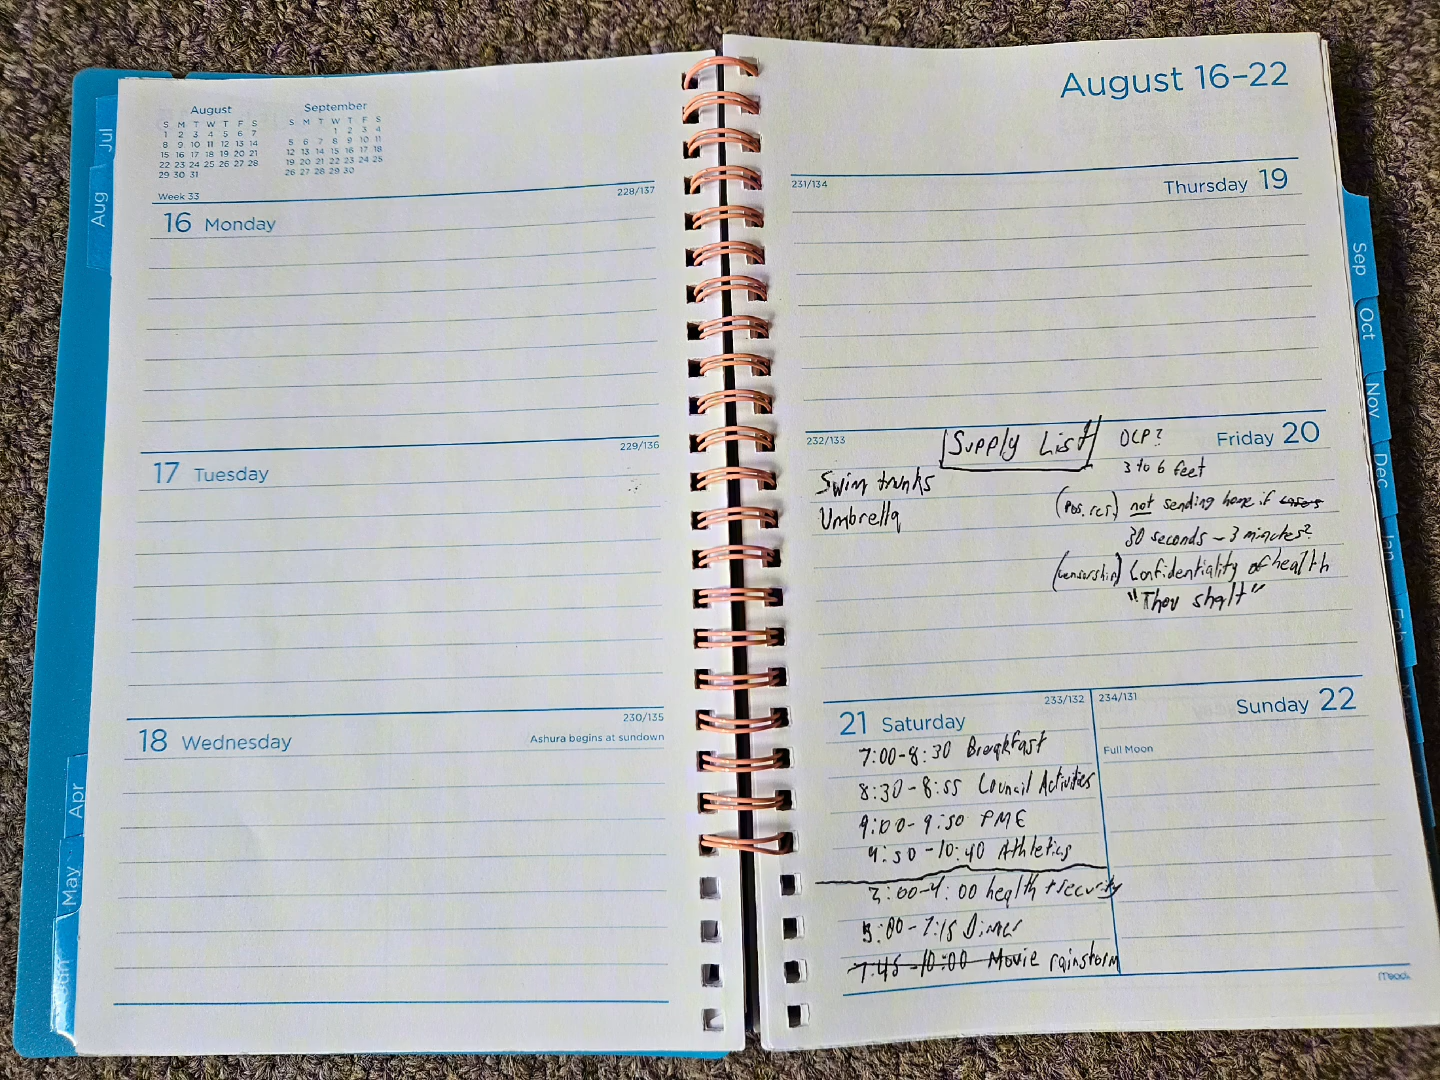 Jul
Aug
Apr
May
Jun
August
S M T W T F S
1 2 3 4 5 6 7
8 9 10 11 12 13 14
15 16 17 18 19 20 21
22 23 24 25 26 27 28
29 30 31
September
S M T W T F S
1 2 3 4
5 6 7 8 9 10 11
12 13 14 15 16 17 18
19 20 21 22 23 24 25
26 27 28 29 30
Week 33
228/137
16 Monday
229/136
17 Tuesday
230/135
18 Wednesday
Ashura begins at sundown
August 16–22
231/134
Thursday 19
232/133
Friday 20
Supply List
Swim trunks
Umbrella
DCP?
3 to 6 feet
(pos. res.) not sending home if
30 seconds - 3 minutes?
(censorship) Confidentiality of health
"Thou shalt"
233/132
21 Saturday
7:00-8:30 Breakfast
8:30-8:55 Council Activities
9:00-9:50 PME
9:50-10:40 Athletics
3:00-4:00 health + security
5:00-7:15 Dinner
7:45-10:00 Movie rainstorm
234/131
Sunday 22
Full Moon
Mead
Sep
Oct
Nov
Dec
Jan
Feb